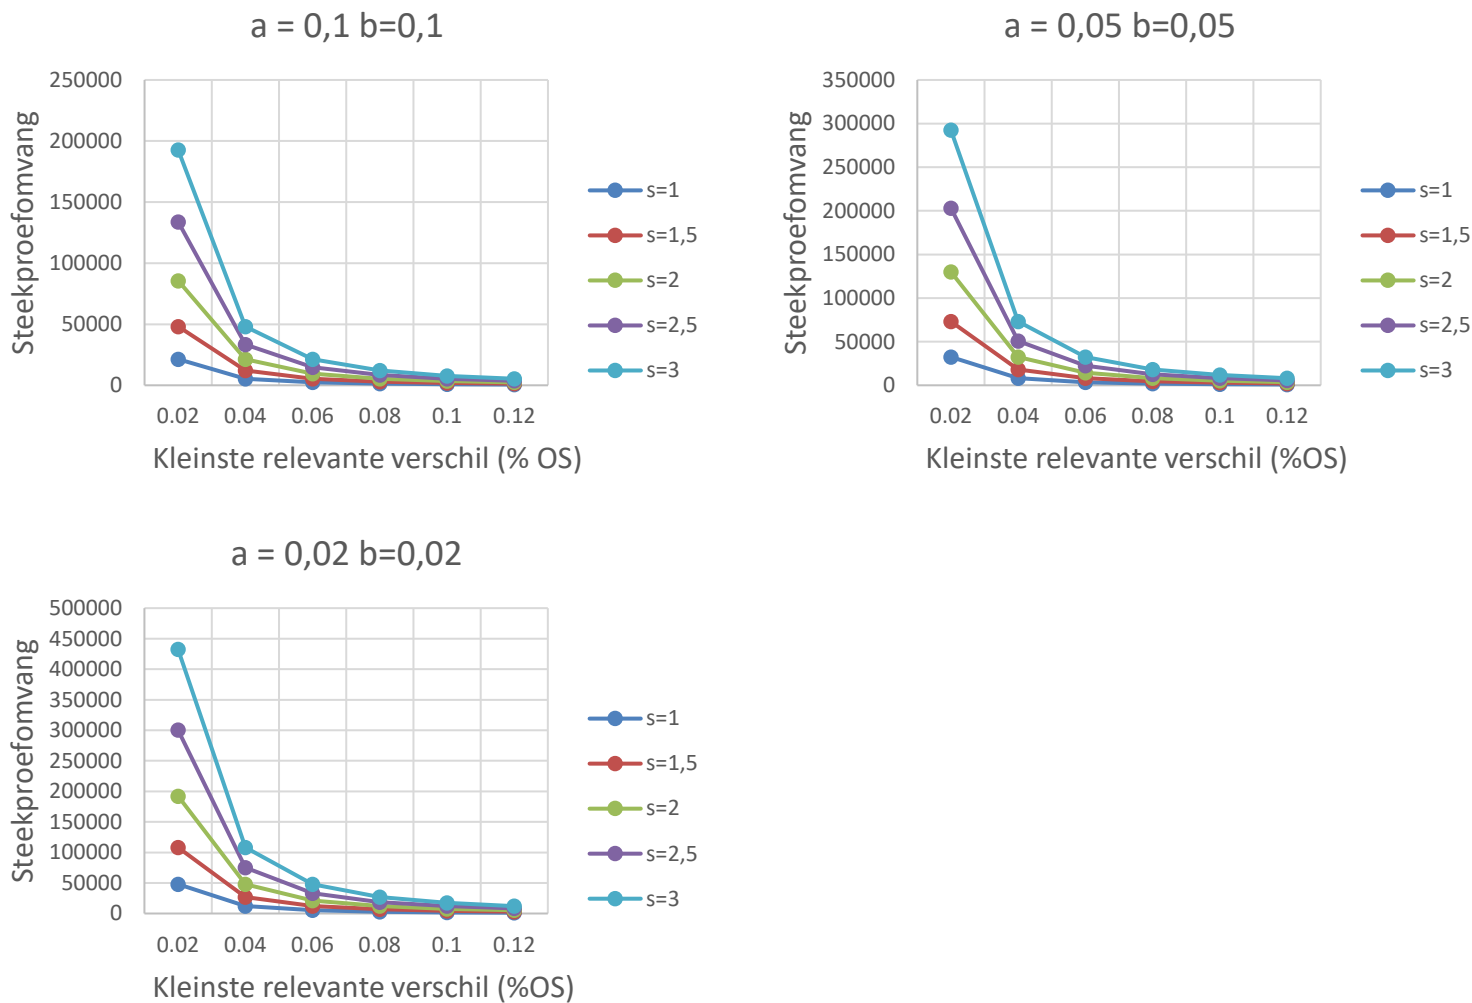 a = 0,1 b=0,1
250000
200000
150000
100000
50000
0
Steekproefomvang
0.02 0.04 0.06 0.08 0.1 0.12
Kleinste relevante verschil (% OS)
s=1
s=1,5
s=2
s=2,5
s=3
a = 0,05 b=0,05
350000
300000
250000
200000
150000
100000
50000
0
Steekproefomvang
0.02 0.04 0.06 0.08 0.1 0.12
Kleinste relevante verschil (%OS)
s=1
s=1,5
s=2
s=2,5
s=3
a = 0,02 b=0,02
500000
450000
400000
350000
300000
250000
200000
150000
100000
50000
0
Steekproefomvang
0.02 0.04 0.06 0.08 0.1 0.12
Kleinste relevante verschil (%OS)
s=1
s=1,5
s=2
s=2,5
s=3